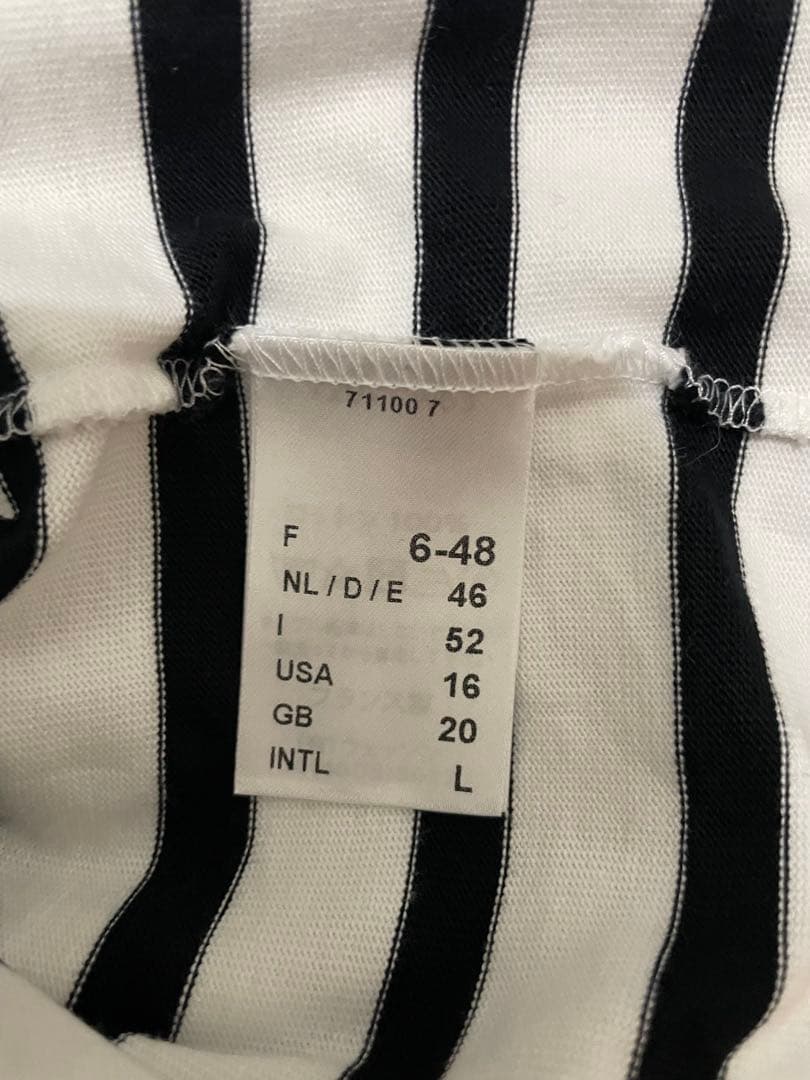 71100 7
F 6-48
NL / D / E 46
I 52
USA 16
GB 20
INTL L